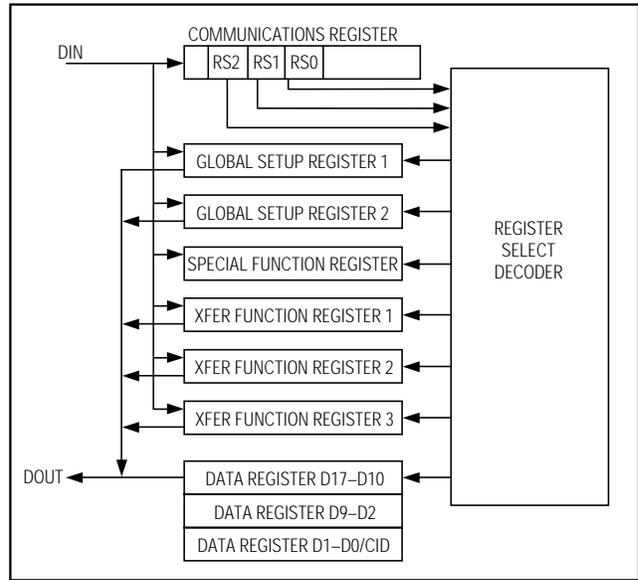 COMMUNICATIONS REGISTER
DIN
RS2 RS1 RS0
GLOBAL SETUP REGISTER 1
GLOBAL SETUP REGISTER 2
SPECIAL FUNCTION REGISTER
XFER FUNCTION REGISTER 1
XFER FUNCTION REGISTER 2
XFER FUNCTION REGISTER 3
REGISTER
SELECT
DECODER
DOUT
DATA REGISTER D17–D10
DATA REGISTER D9–D2
DATA REGISTER D1–D0/CID